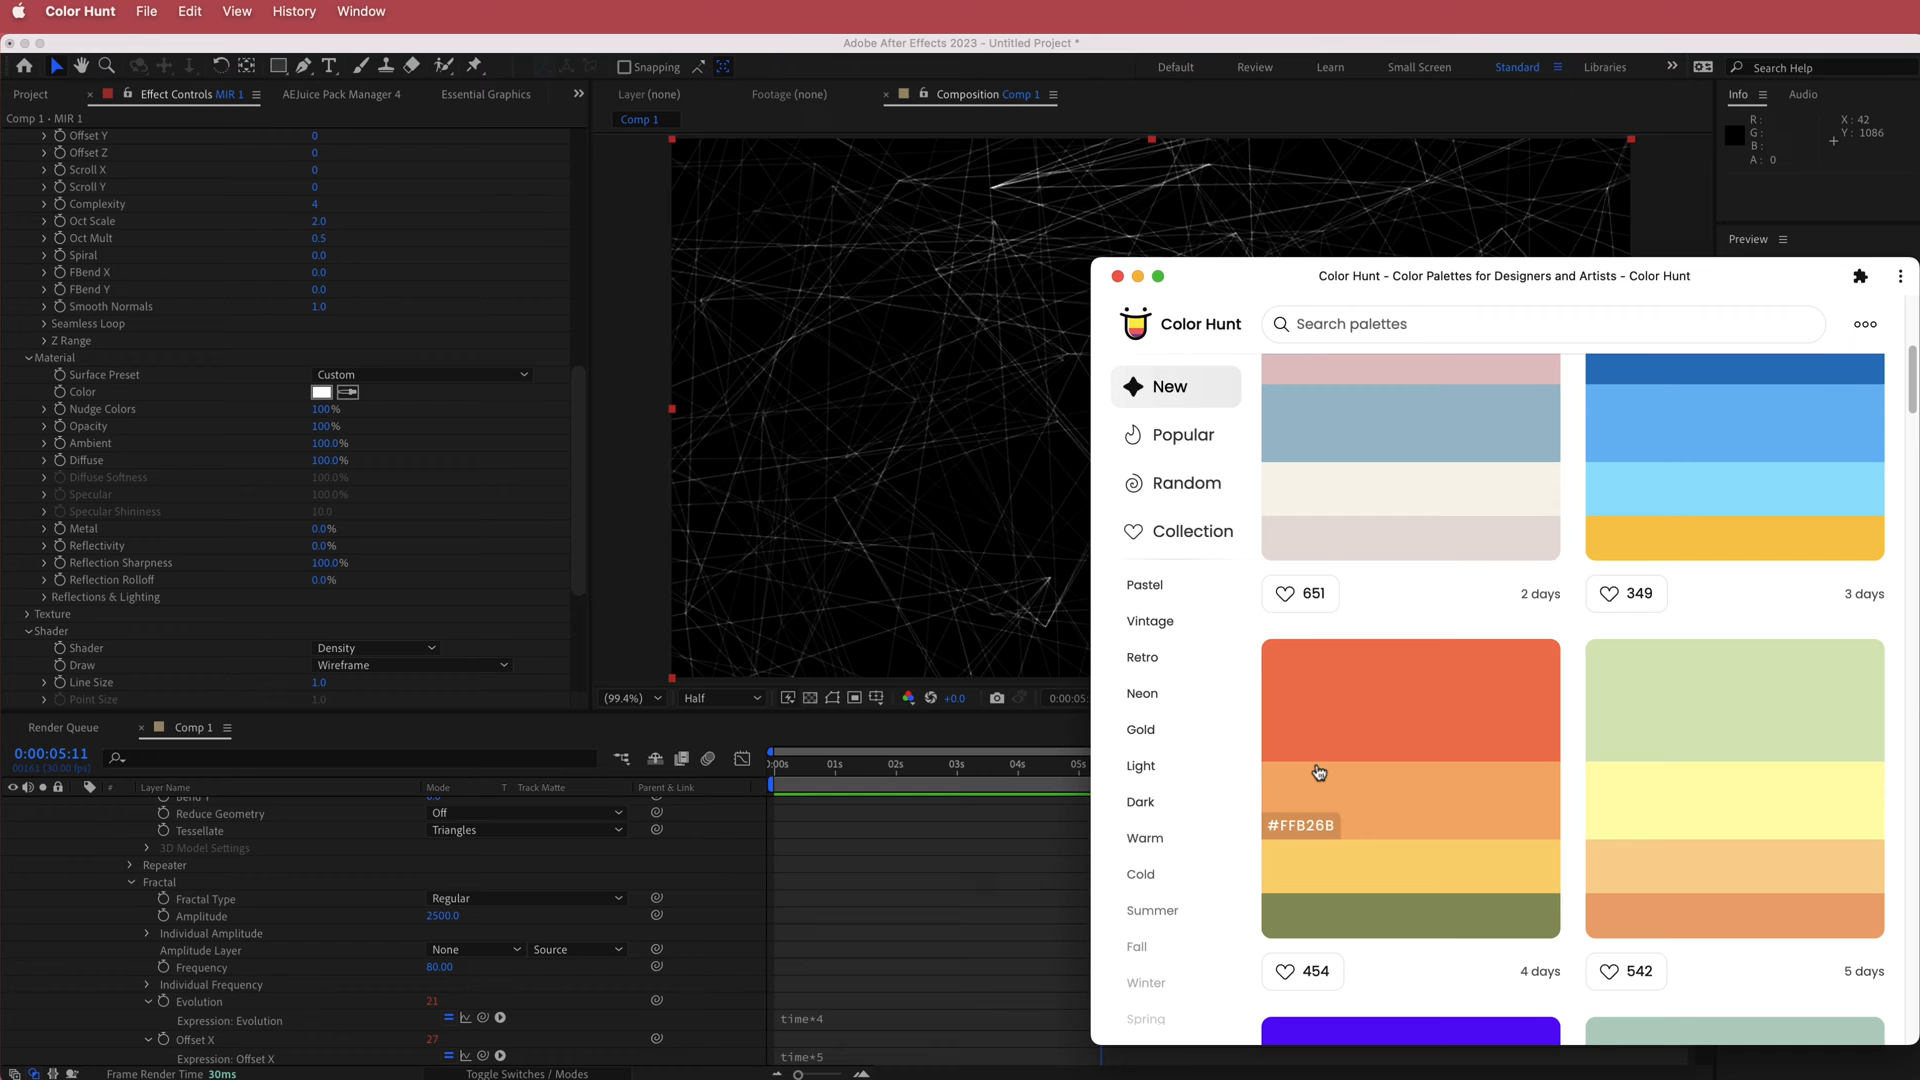 Color Hunt File Edit View History Window
Adobe After Effects 2023 - Untitled Project *
Snapping
Default Review Learn Small Screen Standard Libraries Search Help
Project Effect Controls MIR 1 AEJuice Pack Manager 4 Essential Graphics
Layer (none) Footage (none) Composition Comp 1
Info Audio
Comp 1 • MIR 1
Comp 1
R :
G :
B :
A : 0
X : 42
Y : 1086
Preview
Offset Y 0
Offset Z 0
Scroll X 0
Scroll Y 0
Complexity 4
Oct Scale 2.0
Oct Mult 0.5
Spiral 0.0
FBend X 0.0
FBend Y 0.0
Smooth Normals 1.0
Seamless Loop
Z Range
Material
Surface Preset Custom
Color
Nudge Colors 100%
Opacity 100%
Ambient 100.0%
Diffuse 100.0%
Diffuse Softness 100.0%
Specular 100.0%
Specular Shininess 10.0
Metal 0.0%
Reflectivity 0.0%
Reflection Sharpness 100.0%
Reflection Rolloff 0.0%
Reflections & Lighting
Texture
Shader
Shader Density
Draw Wireframe
Line Size 1.0
Point Size 1.0
(99.4%) Half +0.0 0:00:05:
Color Hunt - Color Palettes for Designers and Artists - Color Hunt
Color Hunt
Search palettes
New
Popular
Random
Collection
Pastel
Vintage
Retro
Neon
Gold
Light
Dark
Warm
Cold
Summer
Fall
Winter
Spring
651 2 days
349 3 days
#FFB26B
454 4 days
542 5 days
Render Queue Comp 1
0:00:05:11
00161 (30.00 fps)
0:00s 01s 02s 03s 04s 05s
# Layer Name Mode T Track Matte Parent & Link
Bend Y 0.0
Reduce Geometry Off
Tessellate Triangles
3D Model Settings
Repeater
Fractal
Fractal Type Regular
Amplitude 2500.0
Individual Amplitude
Amplitude Layer None Source
Frequency 80.00
Individual Frequency
Evolution 21
Expression: Evolution time*4
Offset X 27
Expression: Offset X time*5
Frame Render Time 30ms Toggle Switches / Modes